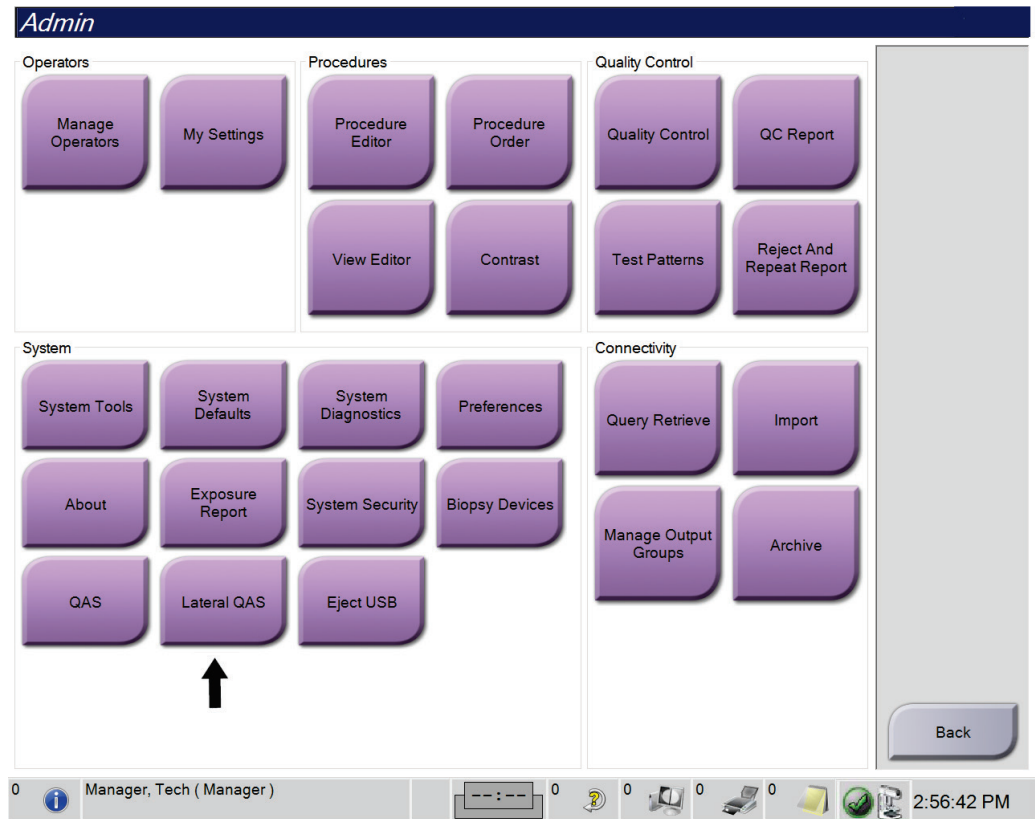 Admin
Operators
Manage
Operators
My Settings
Procedures
Procedure
Editor
Procedure
Order
View Editor
Contrast
Quality Control
Quality Control
QC Report
Test Patterns
Reject And
Repeat Report
System
System Tools
System
Defaults
System
Diagnostics
Preferences
About
Exposure
Report
System Security
Biopsy Devices
QAS
Lateral QAS
Eject USB
Connectivity
Query Retrieve
Import
Manage Output
Groups
Archive
Back
0
Manager, Tech ( Manager )
--:--
0
0
0
0
2:56:42 PM